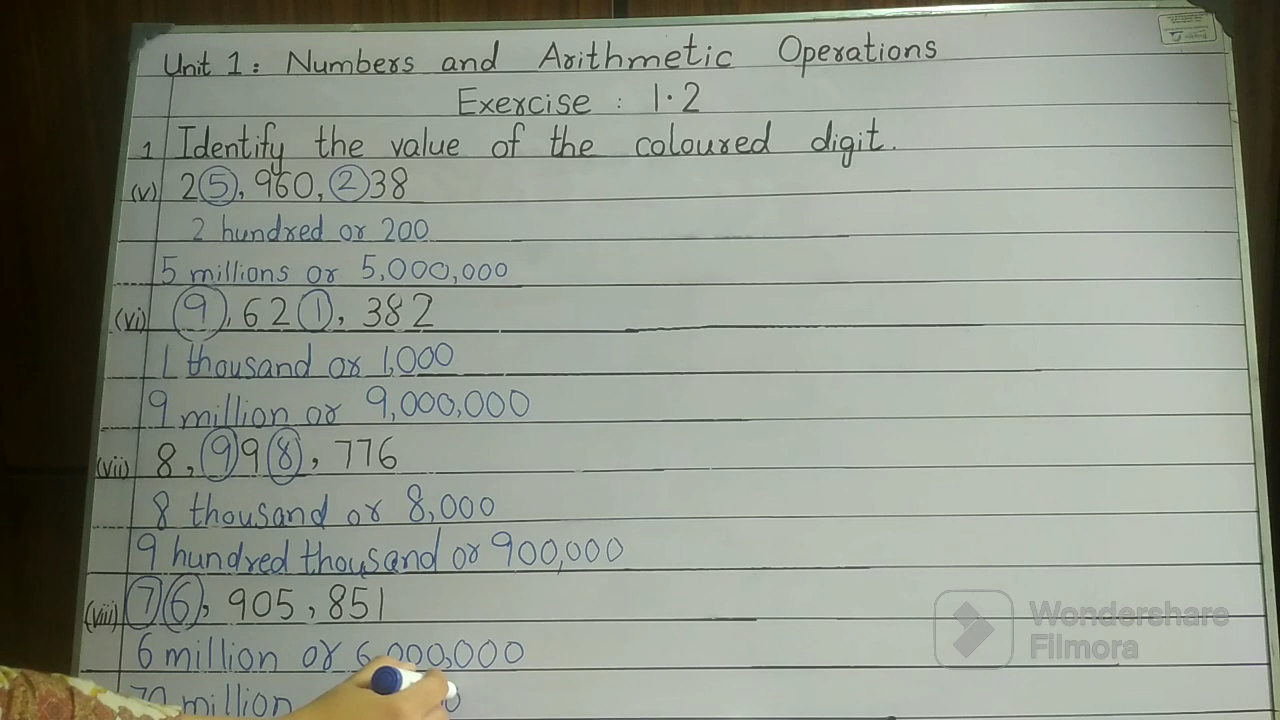 Unit 1: Numbers and Arithmetic Operations
Exercise : 1.2
1 Identify the value of the coloured digit.
(v) 25,960,238
2 hundred or 200
5 millions or 5,000,000
(vi) 9,621,382
1 thousand or 1,000
9 million or 9,000,000
(vii) 8,998,776
8 thousand or 8,000
9 hundred thousand or 900,000
(viii) 76,905,851
6 million or 6,000,000
70 million
Wondershare
Filmora